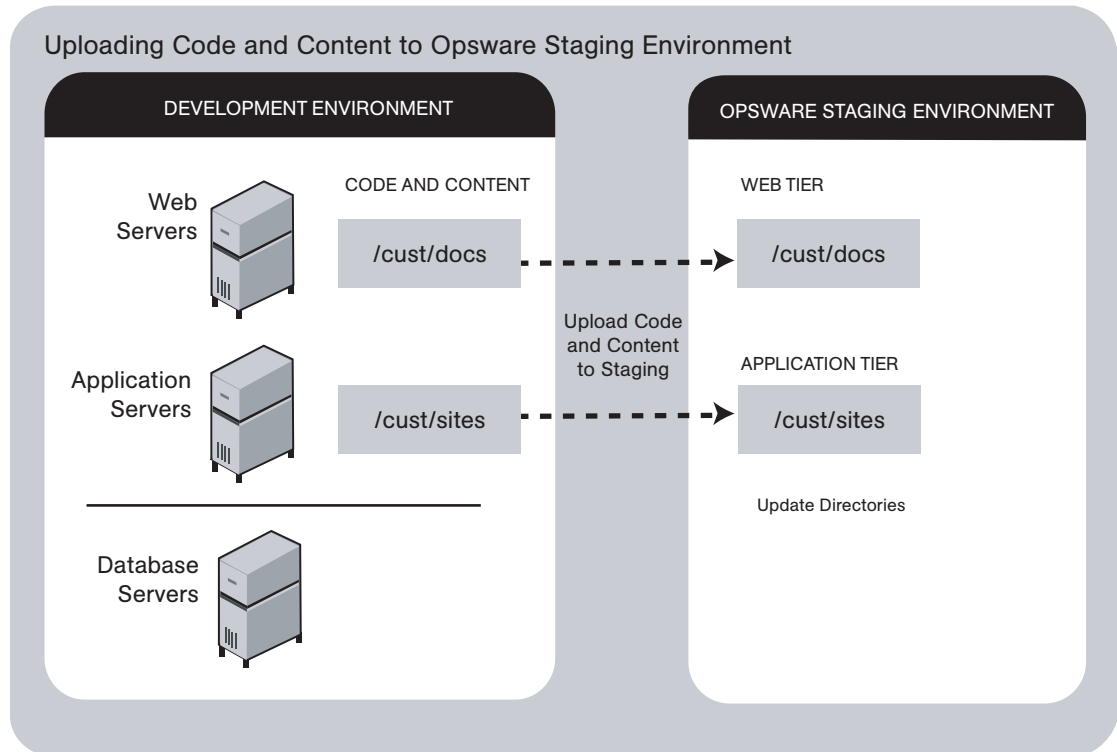 Uploading Code and Content to Opsware Staging Environment
DEVELOPMENT ENVIRONMENT
Web
Servers
CODE AND CONTENT
/cust/docs
Application
Servers
/cust/sites
Database
Servers
Upload Code
and Content
to Staging
OPSWARE STAGING ENVIRONMENT
WEB TIER
/cust/docs
APPLICATION TIER
/cust/sites
Update Directories